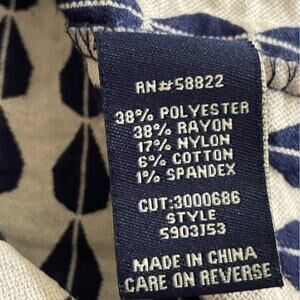 RN#58822
38% POLYESTER
38% RAYON
17% NYLON
6% COTTON
1% SPANDEX
CUT:3000686
STYLE
5903J53
MADE IN CHINA
CARE ON REVERSE